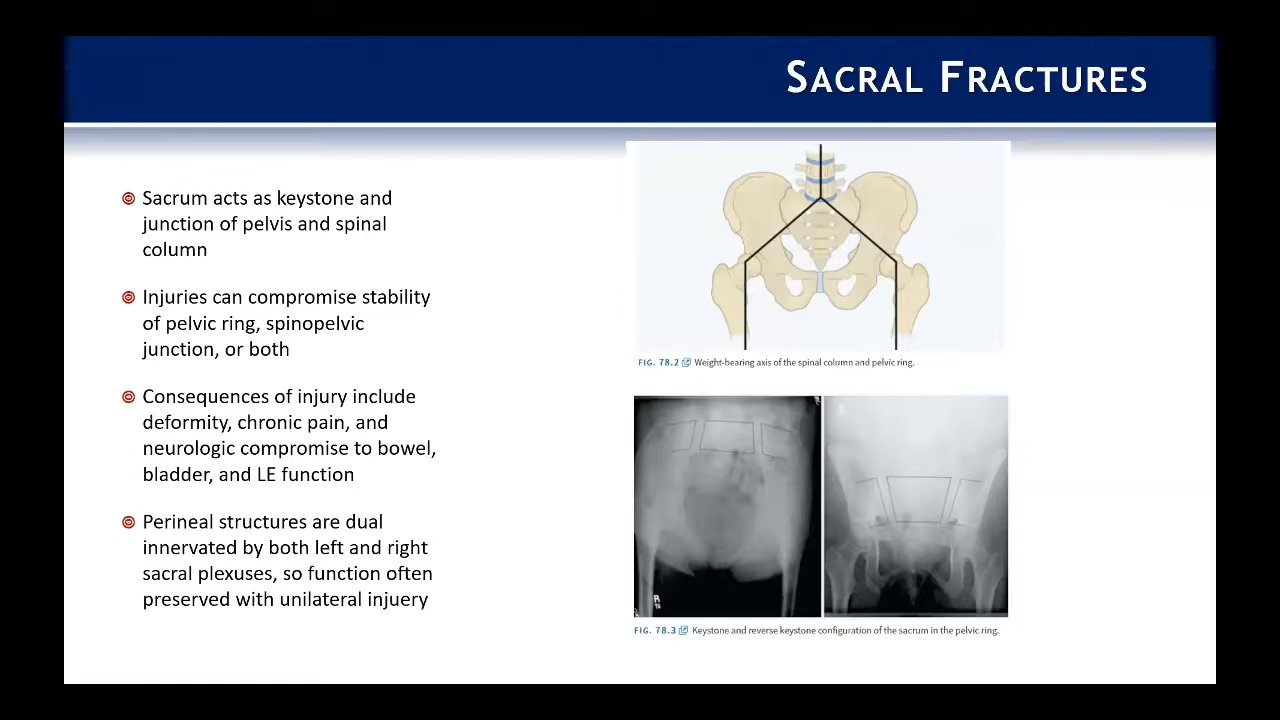 SACRAL FRACTURES
Sacrum acts as keystone and
junction of pelvis and spinal
column
Injuries can compromise stability
of pelvic ring, spinopelvic
junction, or both
Consequences of injury include
deformity, chronic pain, and
neurologic compromise to bowel,
bladder, and LE function
Perineal structures are dual
innervated by both left and right
sacral plexuses, so function often
preserved with unilateral injuery
FIG. 78.2 Weight-bearing axis of the spinal column and pelvic ring.
R
FIG. 78.3 Keystone and reverse keystone configuration of the sacrum in the pelvic ring.